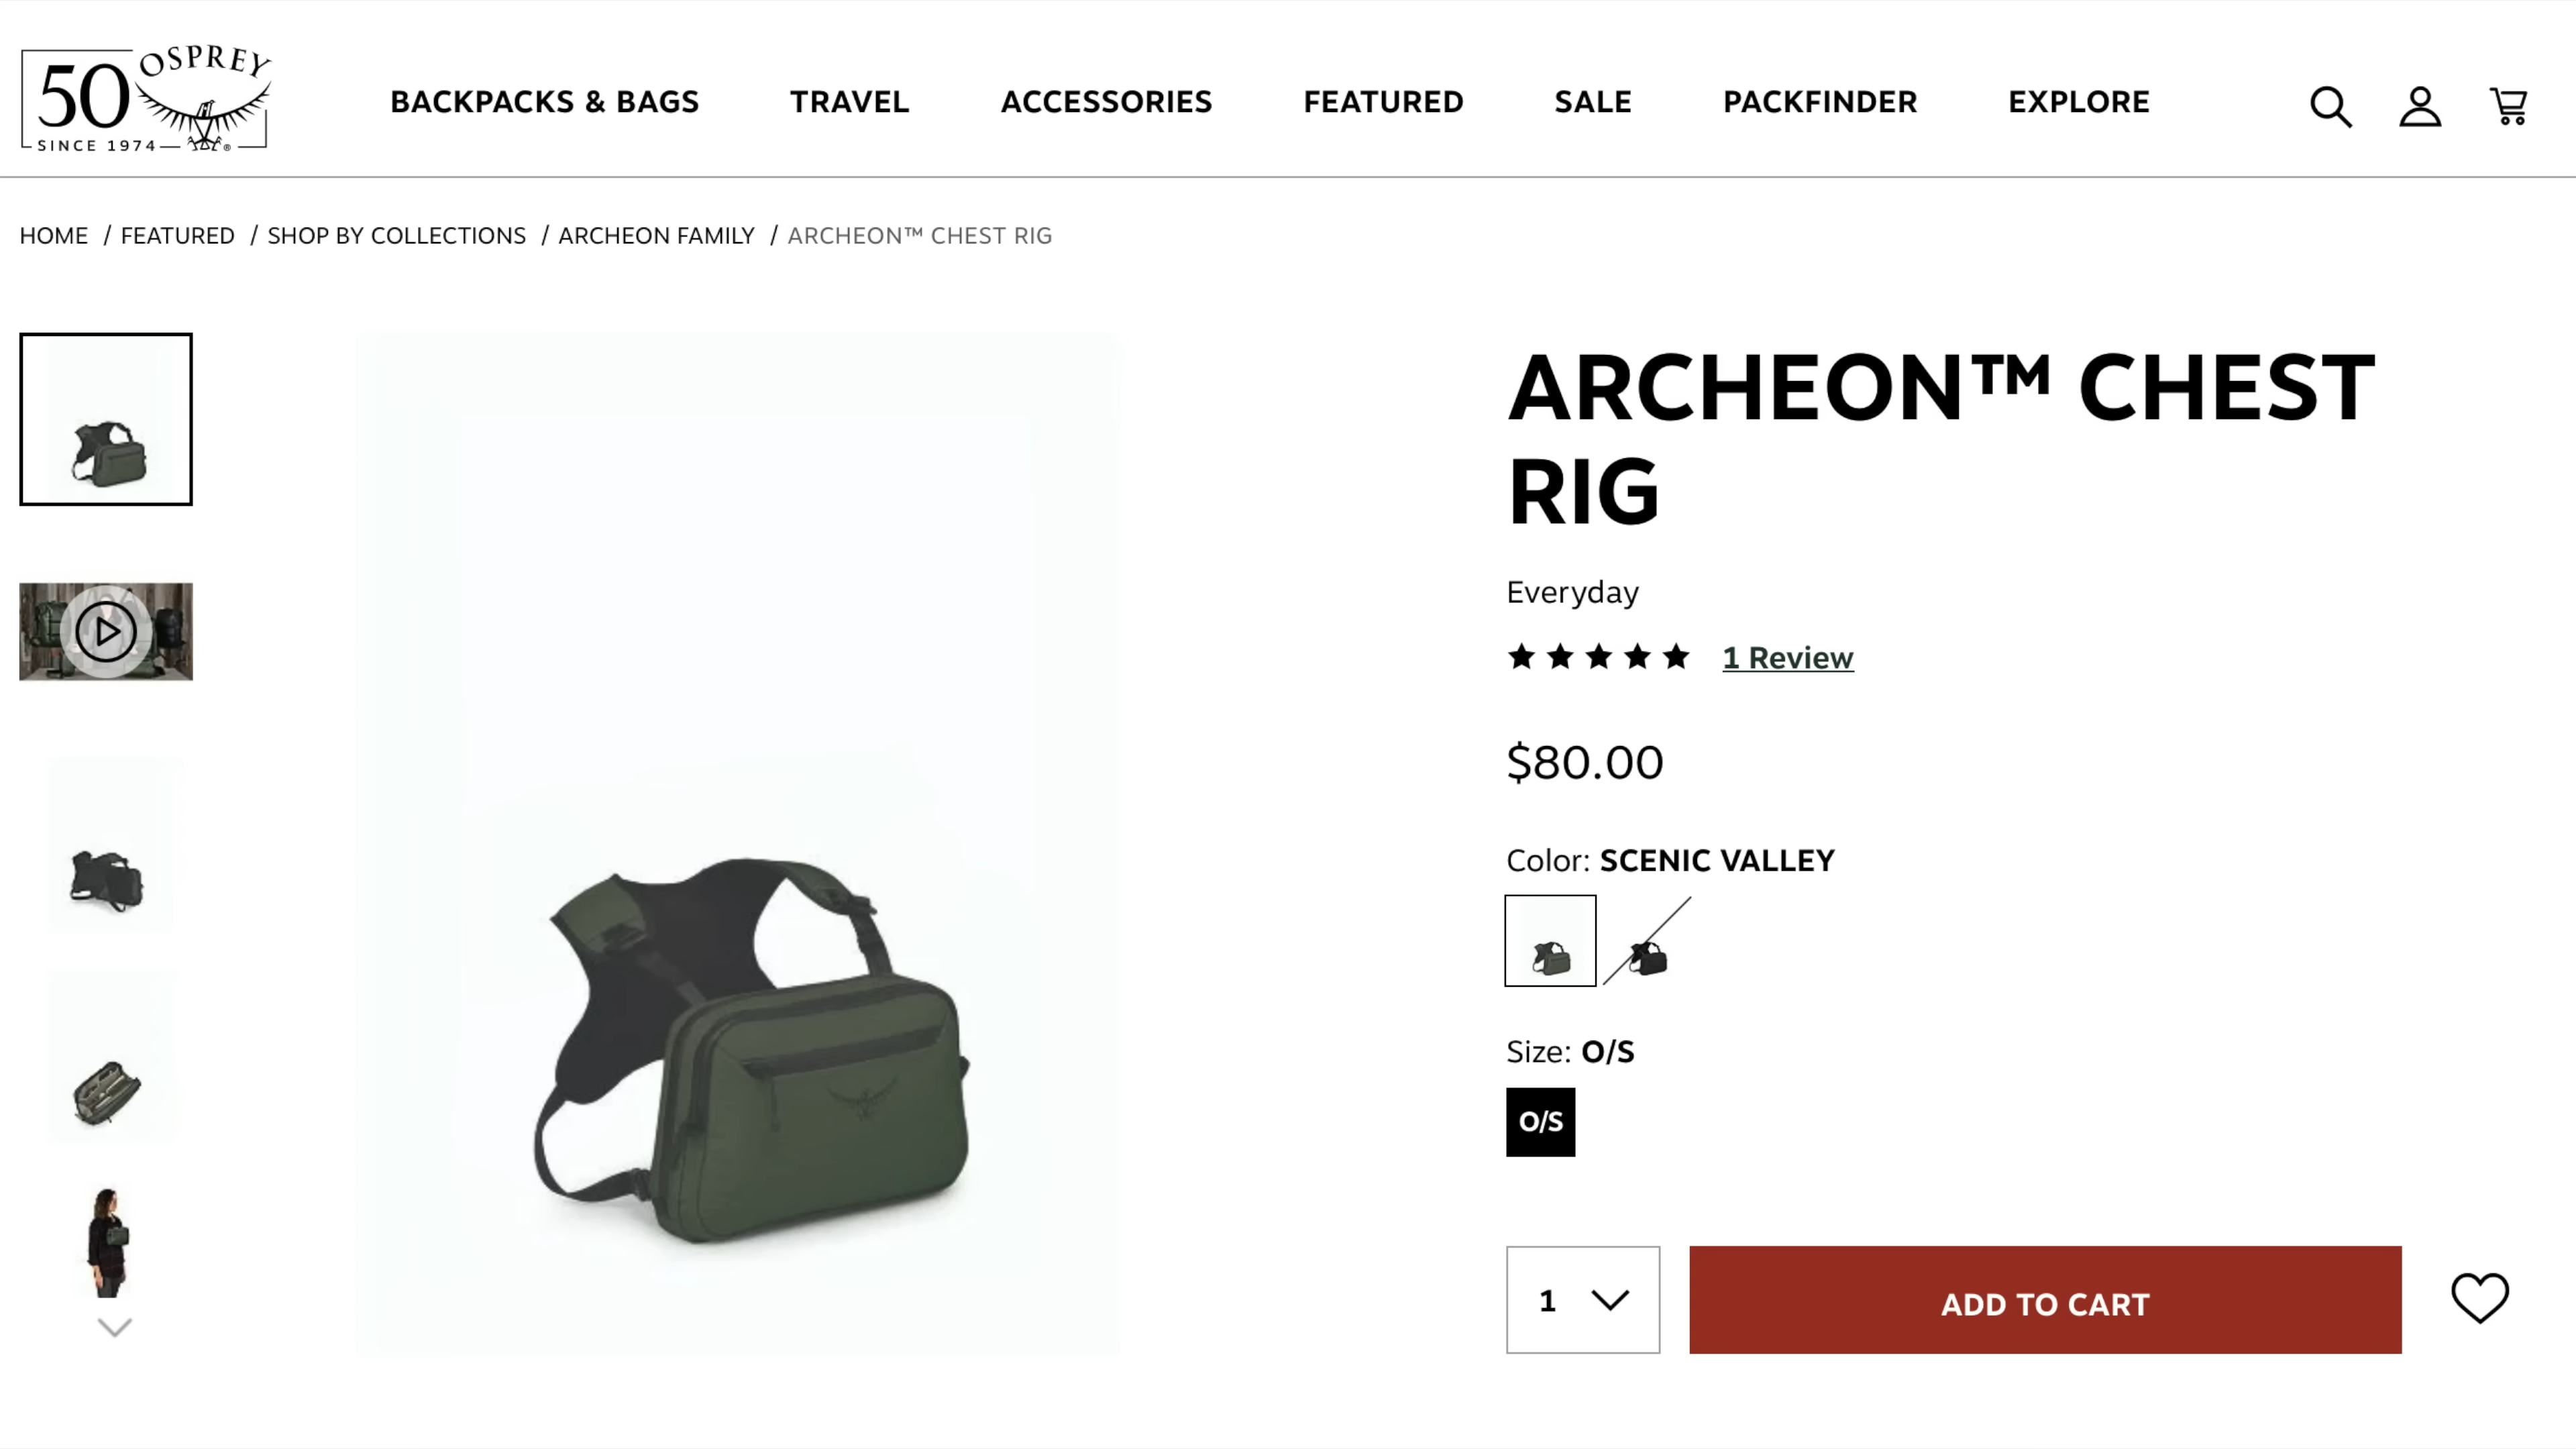 50 OSPREY
SINCE 1974 ®
BACKPACKS & BAGS TRAVEL ACCESSORIES FEATURED SALE PACKFINDER EXPLORE
HOME / FEATURED / SHOP BY COLLECTIONS / ARCHEON FAMILY / ARCHEON™ CHEST RIG
ARCHEON™ CHEST
RIG
Everyday
1 Review
$80.00
Color: SCENIC VALLEY
Size: O/S
O/S
1
ADD TO CART